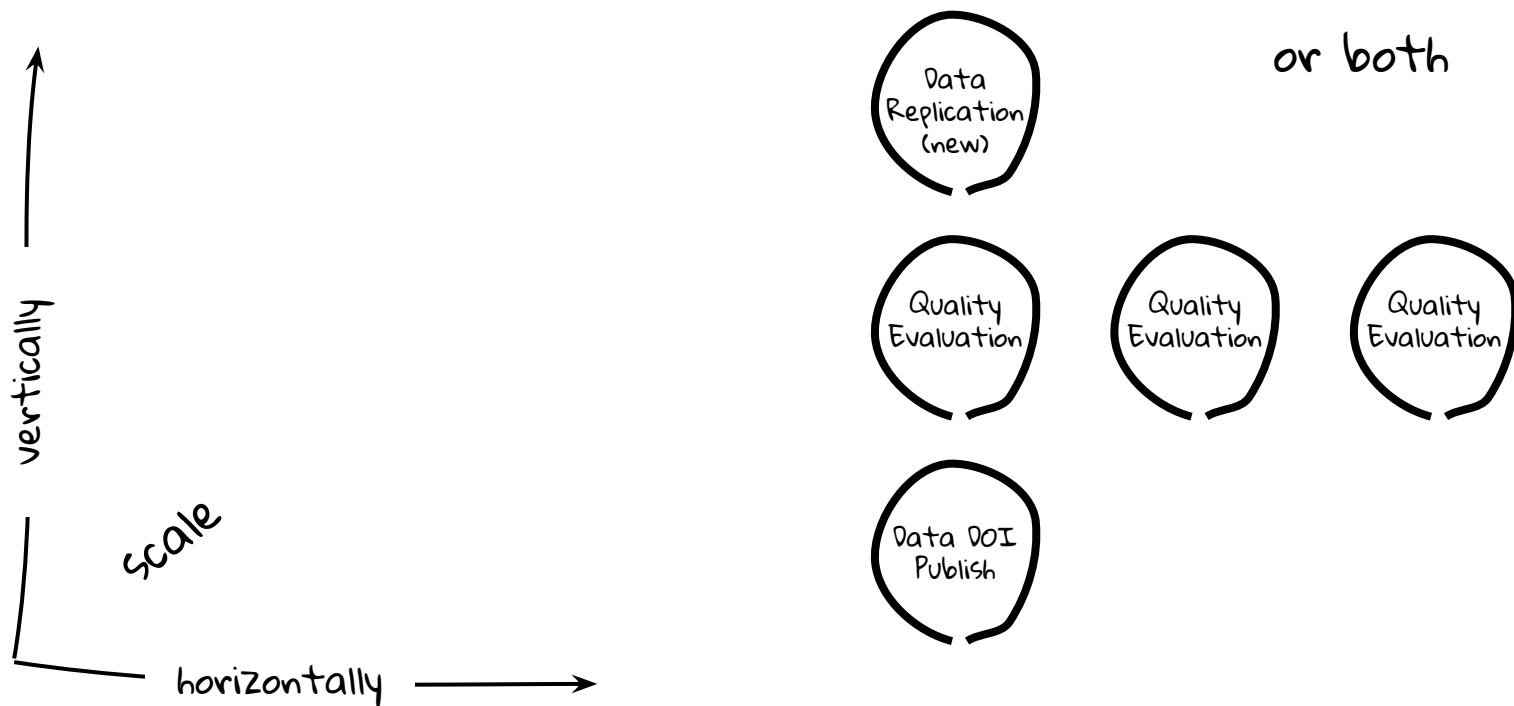 or both
Data
Replication
(new)
Quality
Evaluation
Quality
Evaluation
Quality
Evaluation
Data DOI
Publish
vertically
scale
horizontally